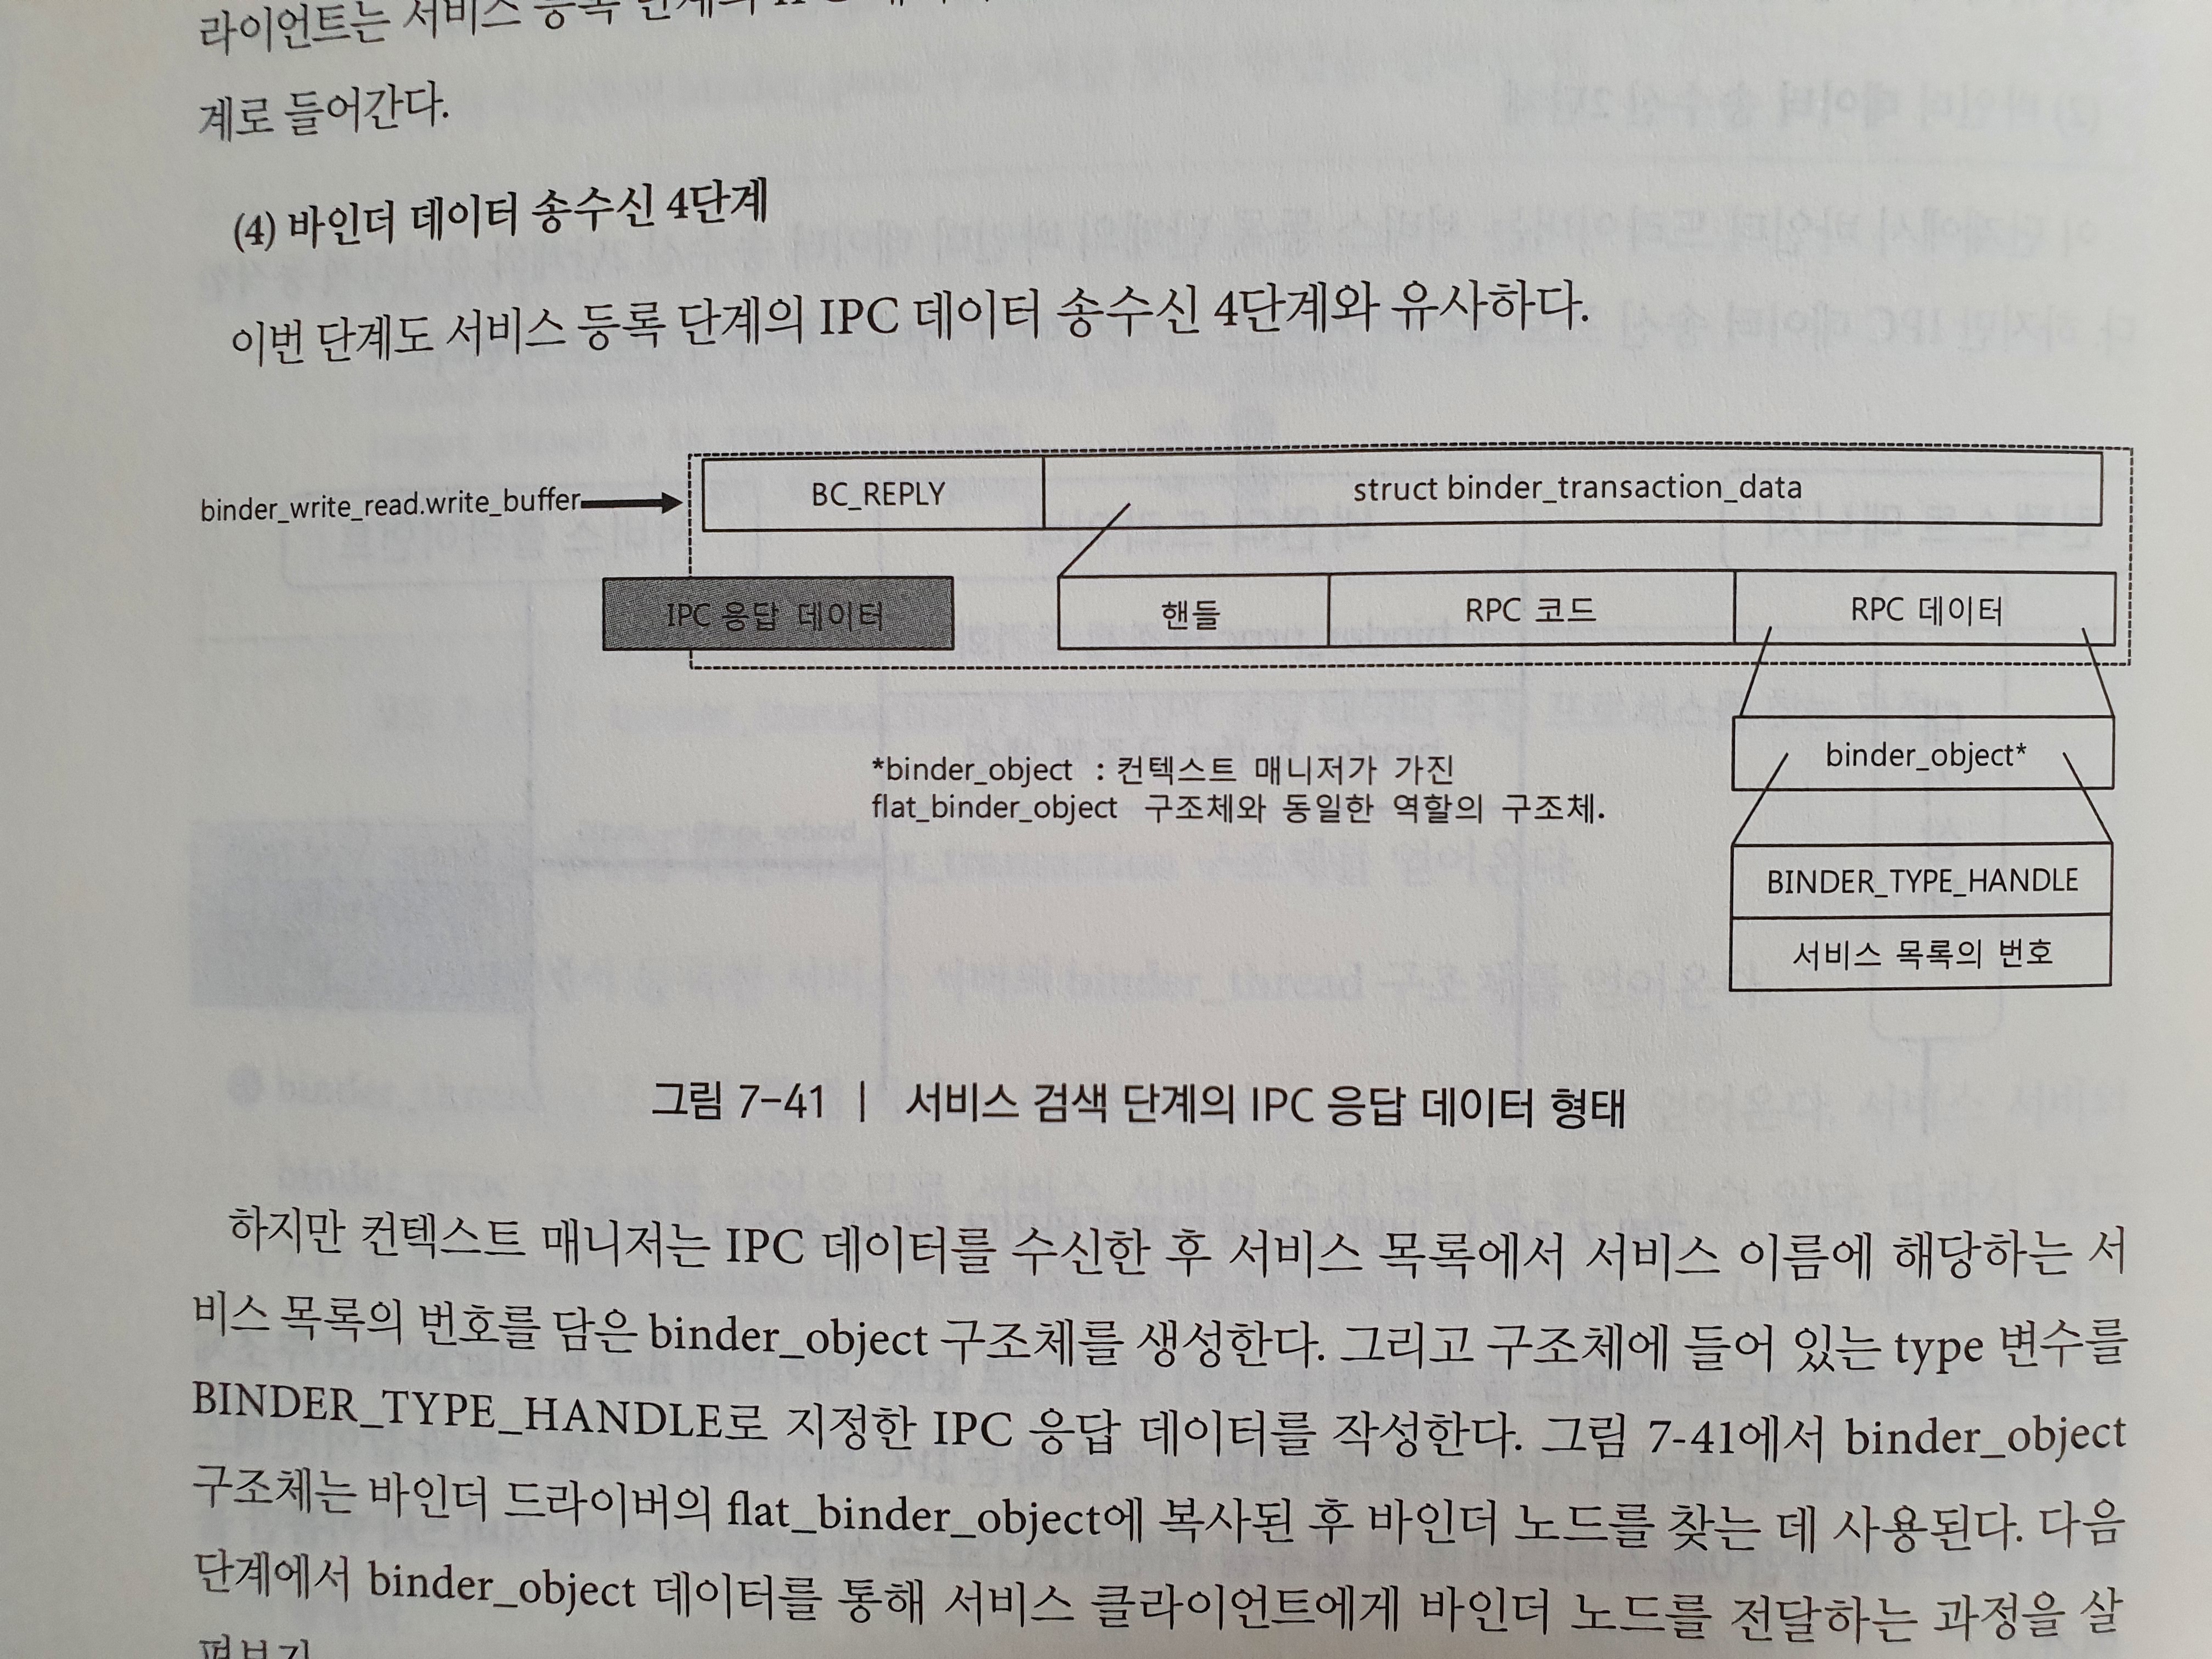 라이언트는 서비스 등록 단계의 IPC
계로 들어간다.
(4) 바인더 데이터 송수신 4단계
이번 단계도 서비스 등록 단계의 IPC 데이터 송수신 4단계와 유사하다.
binder_write_read.write_buffer
BC_REPLY
struct binder_transaction_data
IPC 응답 데이터
핸들
RPC 코드
RPC 데이터
binder_object*
*binder_object : 컨텍스트 매니저가 가진
flat_binder_object 구조체와 동일한 역할의 구조체.
BINDER_TYPE_HANDLE
서비스 목록의 번호
그림 7-41 | 서비스 검색 단계의 IPC 응답 데이터 형태
하지만 컨텍스트 매니저는 IPC 데이터를 수신한 후 서비스 목록에서 서비스 이름에 해당하는 서
비스 목록의 번호를 담은 binder_object 구조체를 생성한다. 그리고 구조체에 들어 있는 type 변수를
BINDER_TYPE_HANDLE로 지정한 IPC 응답 데이터를 작성한다. 그림 7-41에서 binder_object
구조체는 바인더 드라이버의 flat_binder_object에 복사된 후 바인더 노드를 찾는 데 사용된다. 다음
단계에서 binder_object 데이터를 통해 서비스 클라이언트에게 바인더 노드를 전달하는 과정을 살